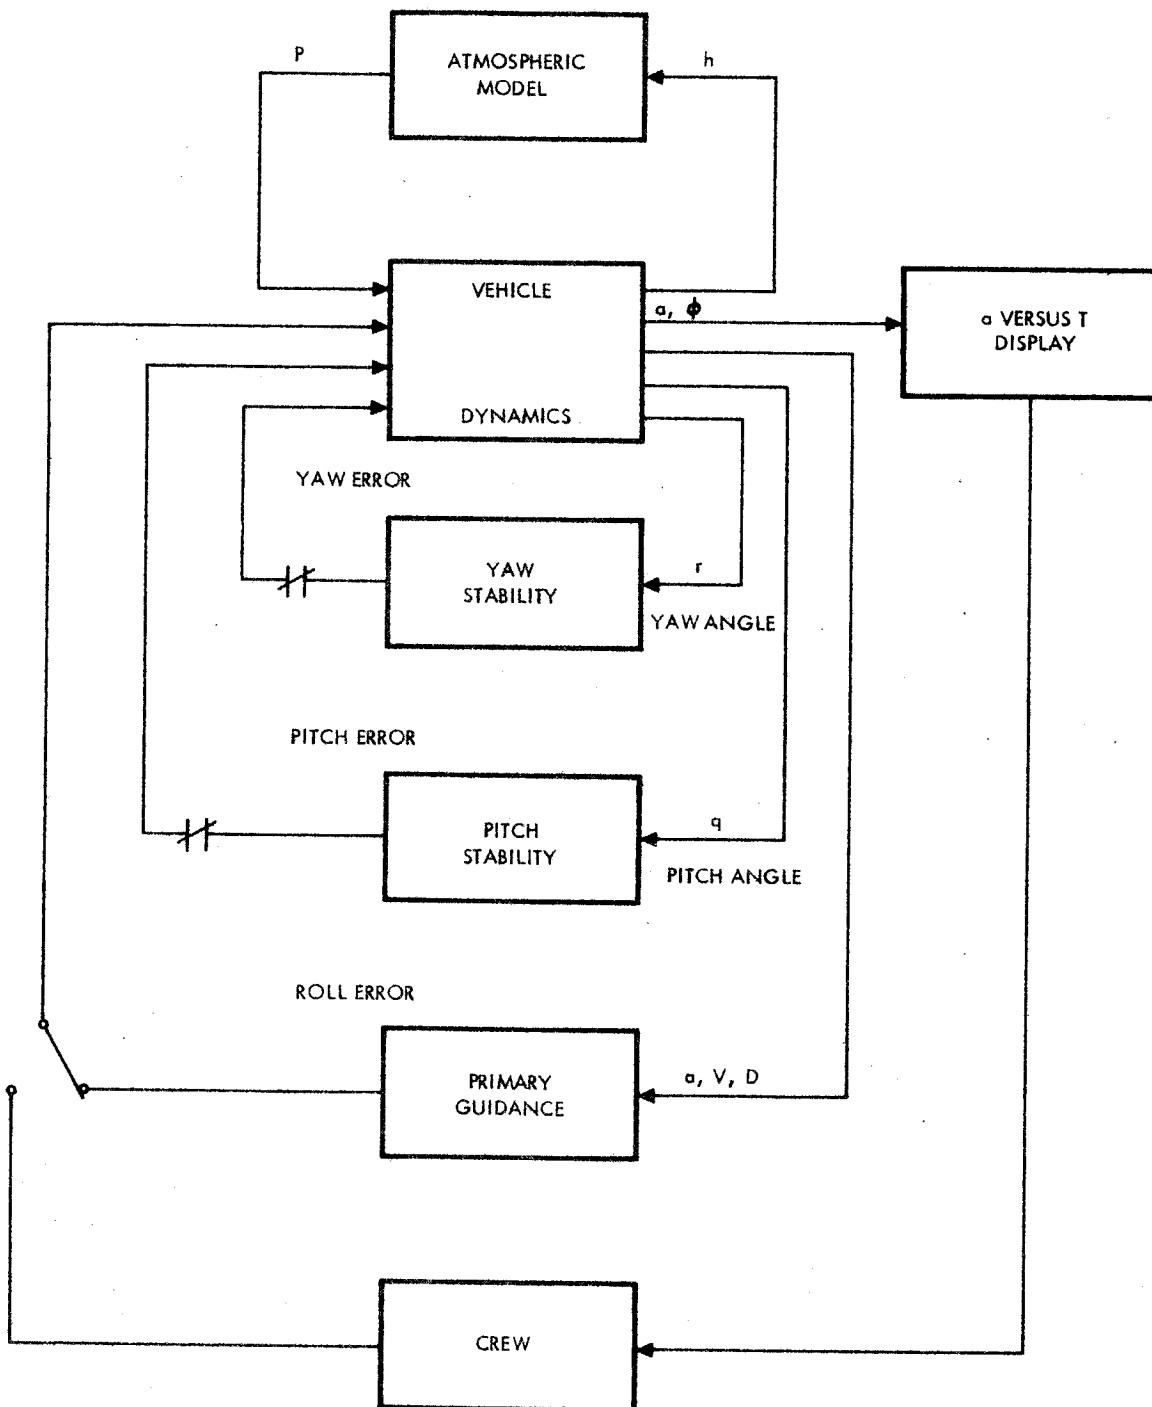 P
ATMOSPHERIC
MODEL
h
VEHICLE
DYNAMICS
a, ϕ
a VERSUS T
DISPLAY
YAW ERROR
YAW
STABILITY
r
YAW ANGLE
PITCH ERROR
PITCH
STABILITY
q
PITCH ANGLE
ROLL ERROR
PRIMARY
GUIDANCE
a, V, D
CREW